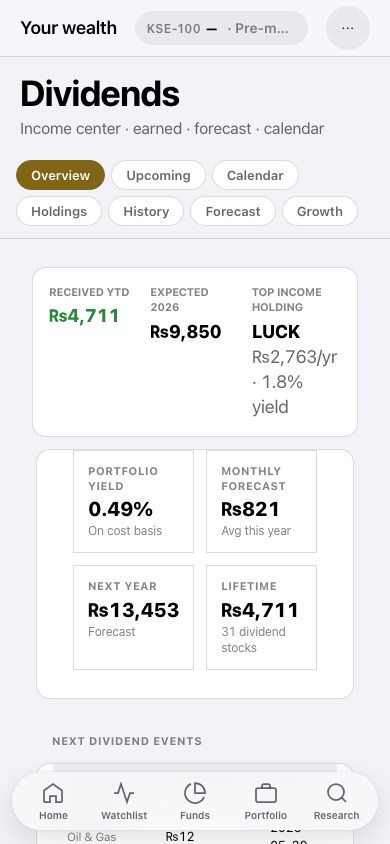 Your wealth
KSE-100 – · Pre-m...
...
Dividends
Income center · earned · forecast · calendar
Overview
Upcoming
Calendar
Holdings
History
Forecast
Growth
RECEIVED YTD
₨4,711
EXPECTED
2026
₨9,850
TOP INCOME
HOLDING
LUCK
₨2,763/yr
· 1.8%
yield
PORTFOLIO
YIELD
0.49%
On cost basis
MONTHLY
FORECAST
₨821
Avg this year
NEXT YEAR
₨13,453
Forecast
LIFETIME
₨4,711
31 dividend
stocks
NEXT DIVIDEND EVENTS
Home
Watchlist
Funds
Portfolio
Research
Oil & Gas
₨12